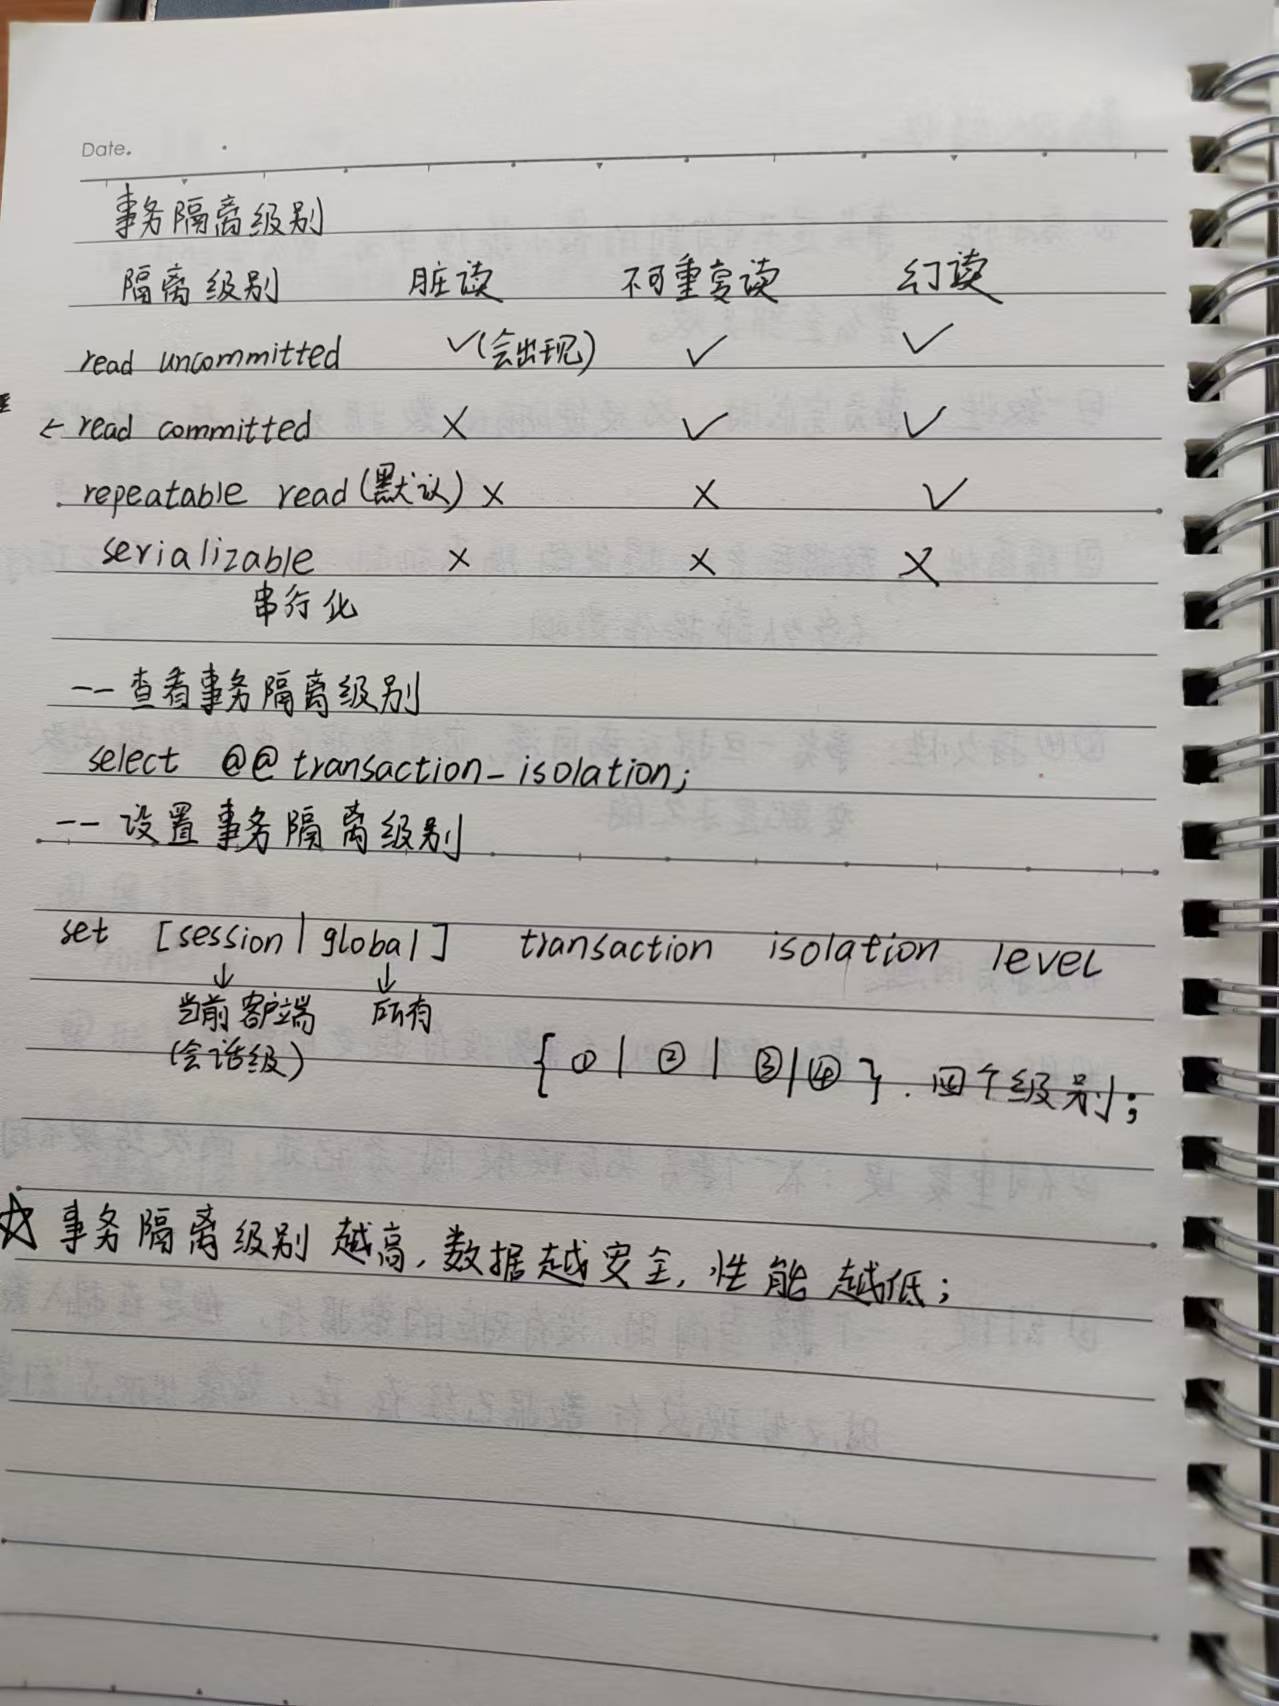 Date.
事务隔离级别
隔离级别 脏读 不可重复读 幻读
read uncommitted ✓(会出现) ✓ ✓
← read committed × ✓ ✓
repeatable read(默认) × × ✓
serializable × × ×
串行化
-- 查看事务隔离级别
select @@transaction_isolation;
-- 设置事务隔离级别
set [session|global] transaction isolation level
↓ ↓
当前客户端 所有
(会话级)
{①|②|③|④}. 四个级别;
☆ 事务隔离级别越高,数据越安全,性能越低;